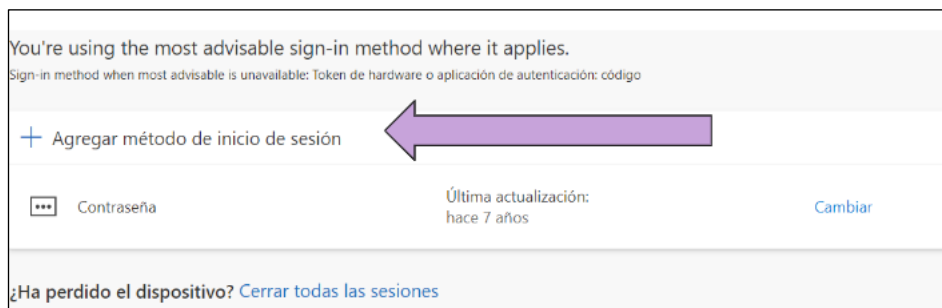 You're using the most advisable sign-in method where it applies.
Sign-in method when most advisable is unavailable: Token de hardware o aplicación de autenticación: código
Agregar método de inicio de sesión
Contraseña
Última actualización:
hace 7 años
Cambiar
¿Ha perdido el dispositivo? Cerrar todas las sesiones